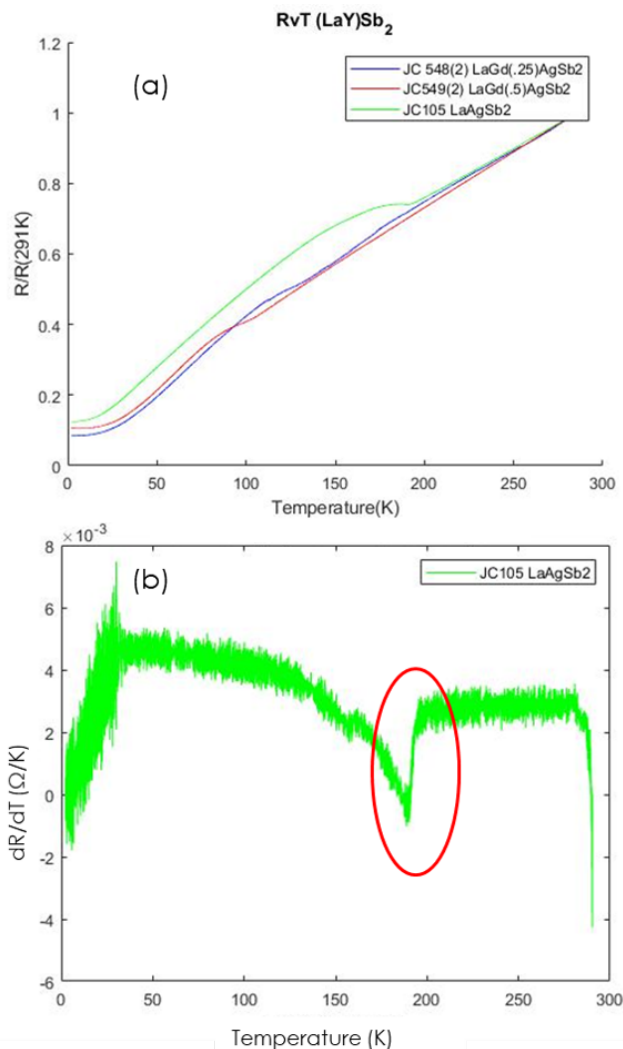 RvT (LaY)Sb2
1.2
(a)
JC 548(2) LaGd(.25)AgSb2
JC549(2) LaGd(.5)AgSb2
JC105 LaAgSb2
1
0.8
R/R(291K)
0.6
0.4
0.2
0
0 50 100 150 200 250 300
Temperature(K)
×10-3
8
(b)
JC105 LaAgSb2
6
4
2
dR/dT (Ω/K)
0
-2
-4
-6
0 50 100 150 200 250 300
Temperature (K)